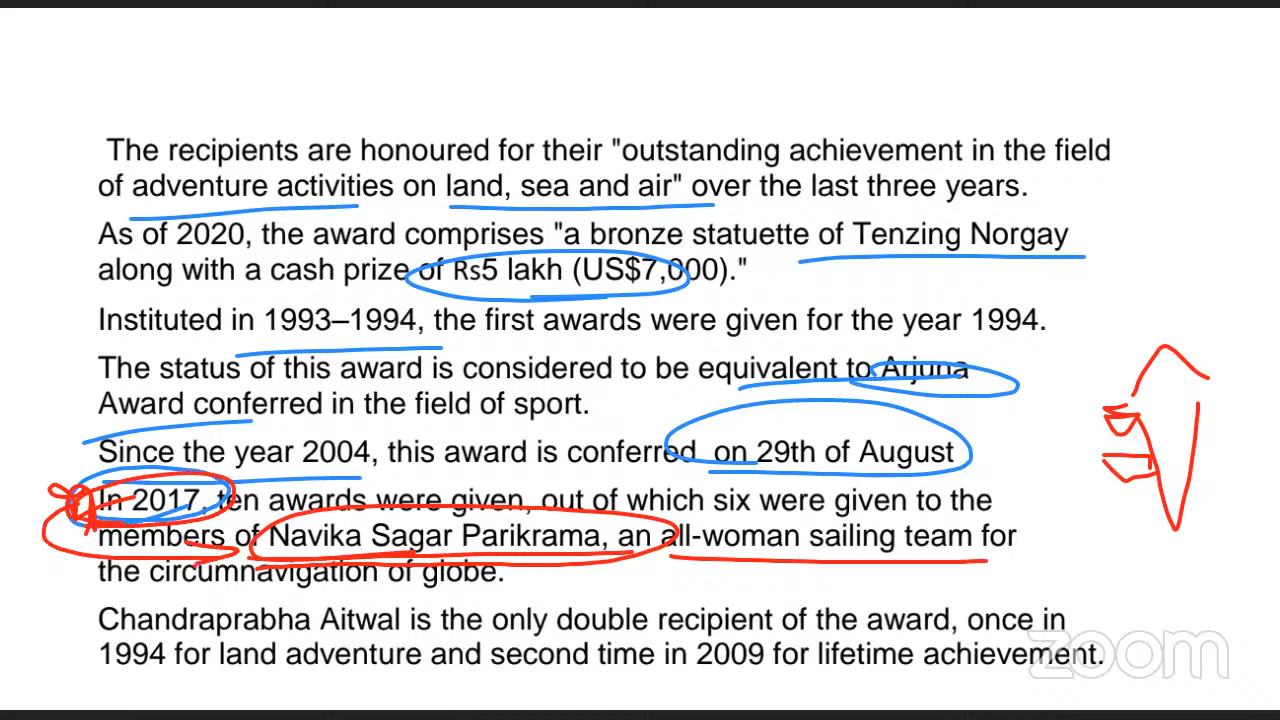 The recipients are honoured for their "outstanding achievement in the field
of adventure activities on land, sea and air" over the last three years.
As of 2020, the award comprises "a bronze statuette of Tenzing Norgay
along with a cash prize of Rs5 lakh (US$7,000)."
Instituted in 1993–1994, the first awards were given for the year 1994.
The status of this award is considered to be equivalent to Arjuna
Award conferred in the field of sport.
Since the year 2004, this award is conferred on 29th of August
In 2017, ten awards were given, out of which six were given to the
members of Navika Sagar Parikrama, an all-woman sailing team for
the circumnavigation of globe.
Chandraprabha Aitwal is the only double recipient of the award, once in
1994 for land adventure and second time in 2009 for lifetime achievement.
zoom